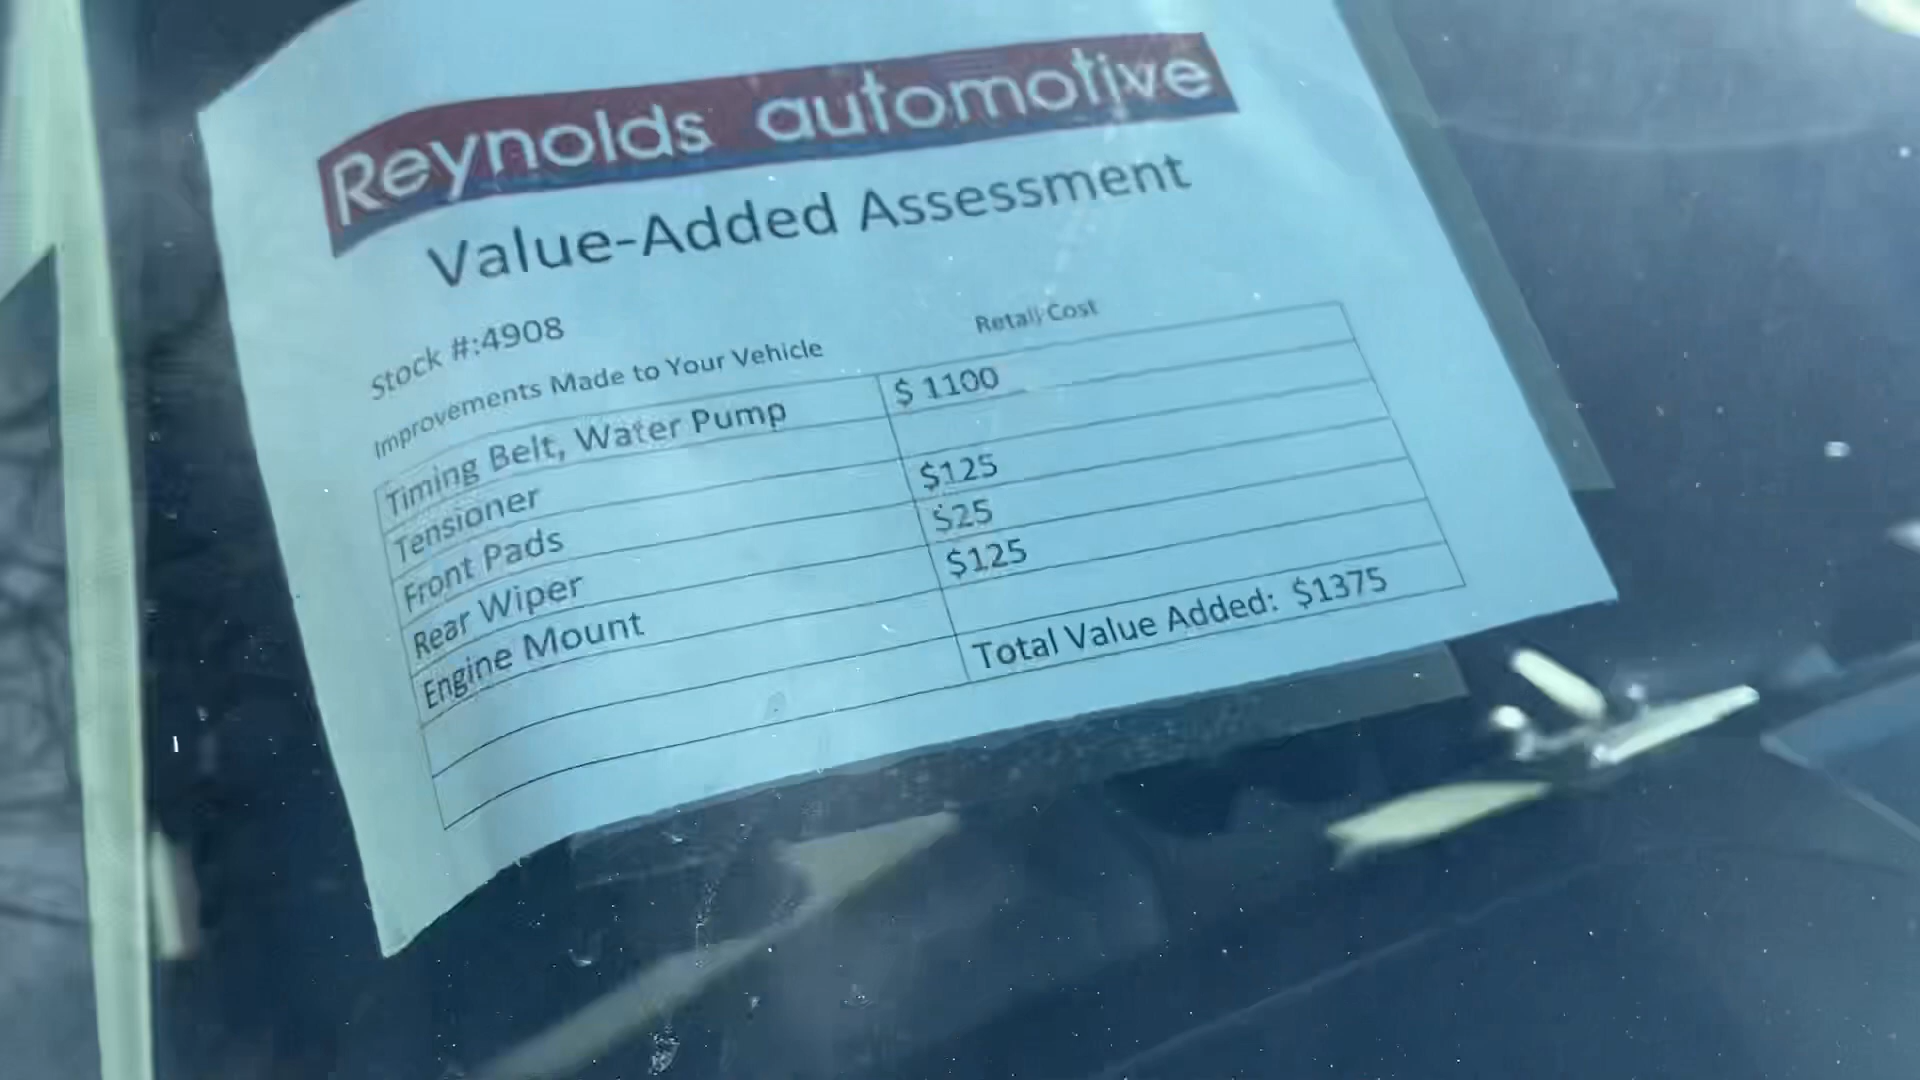 Reynolds automotive
Value-Added Assessment
Stock #:4908
Improvements Made to Your Vehicle Retail Cost
Timing Belt, Water Pump $ 1100
Tensioner
Front Pads $125
Rear Wiper $25
Engine Mount $125
Total Value Added: $1375